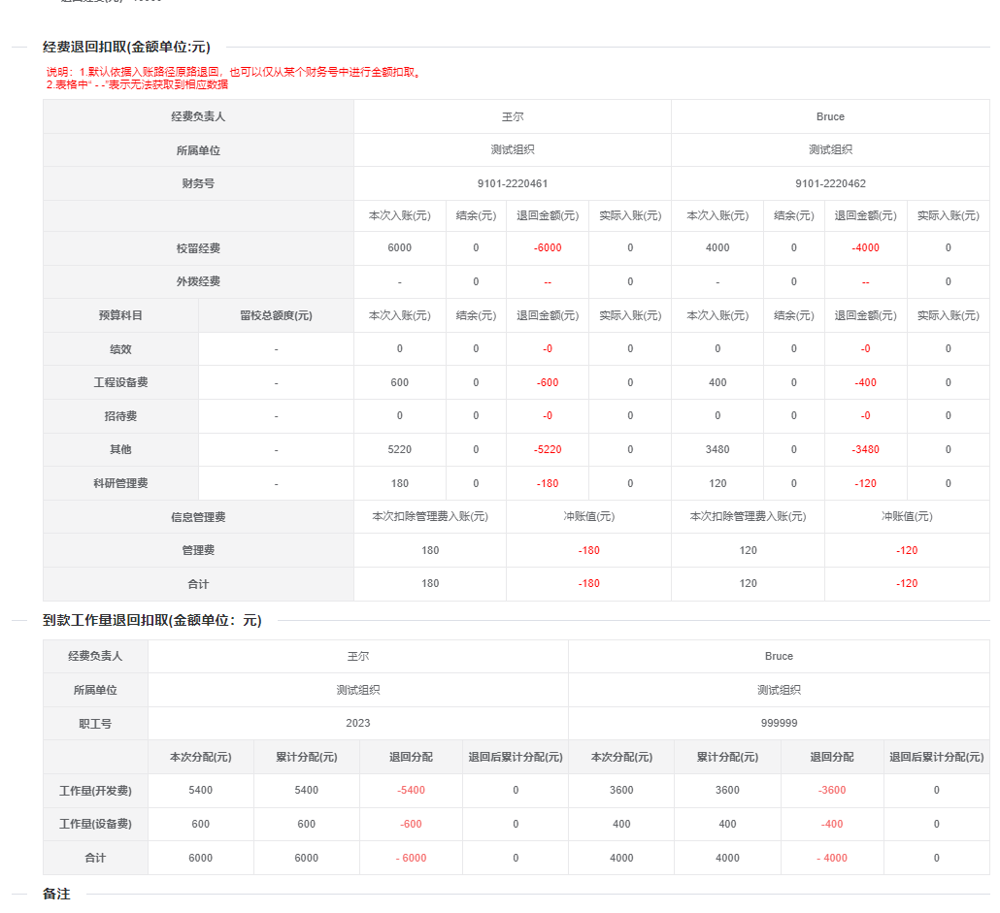 经费退回扣取(金额单位:元)
说明：1.默认依据入账路径原路退回，也可以仅从某个财务号中进行全额扣取。
2.表格中“ - -”表示无法获取到相应数据
经费负责人 王尔 Bruce
所属单位 测试组织 测试组织
财务号 9101-2220461 9101-2220462
本次入账(元) 结余(元) 退回金额(元) 实际入账(元) 本次入账(元) 结余(元) 退回金额(元) 实际入账(元)
校留经费 6000 0 -6000 0 4000 0 -4000 0
外拨经费 - 0 -- 0 - 0 -- 0
预算科目 留校总额度(元) 本次入账(元) 结余(元) 退回金额(元) 实际入账(元) 本次入账(元) 结余(元) 退回金额(元) 实际入账(元)
绩效 - 0 0 -0 0 0 0 -0 0
工程设备费 - 600 0 -600 0 400 0 -400 0
招待费 - 0 0 -0 0 0 0 -0 0
其他 - 5220 0 -5220 0 3480 0 -3480 0
科研管理费 - 180 0 -180 0 120 0 -120 0
信息管理费 本次扣除管理费入账(元) 冲账值(元) 本次扣除管理费入账(元) 冲账值(元)
管理费 180 -180 120 -120
合计 180 -180 120 -120
到款工作量退回扣取(金额单位：元)
经费负责人 王尔 Bruce
所属单位 测试组织 测试组织
职工号 2023 999999
本次分配(元) 累计分配(元) 退回分配 退回后累计分配(元) 本次分配(元) 累计分配(元) 退回分配 退回后累计分配(元)
工作量(开发费) 5400 5400 -5400 0 3600 3600 -3600 0
工作量(设备费) 600 600 -600 0 400 400 -400 0
合计 6000 6000 - 6000 0 4000 4000 - 4000 0
备注